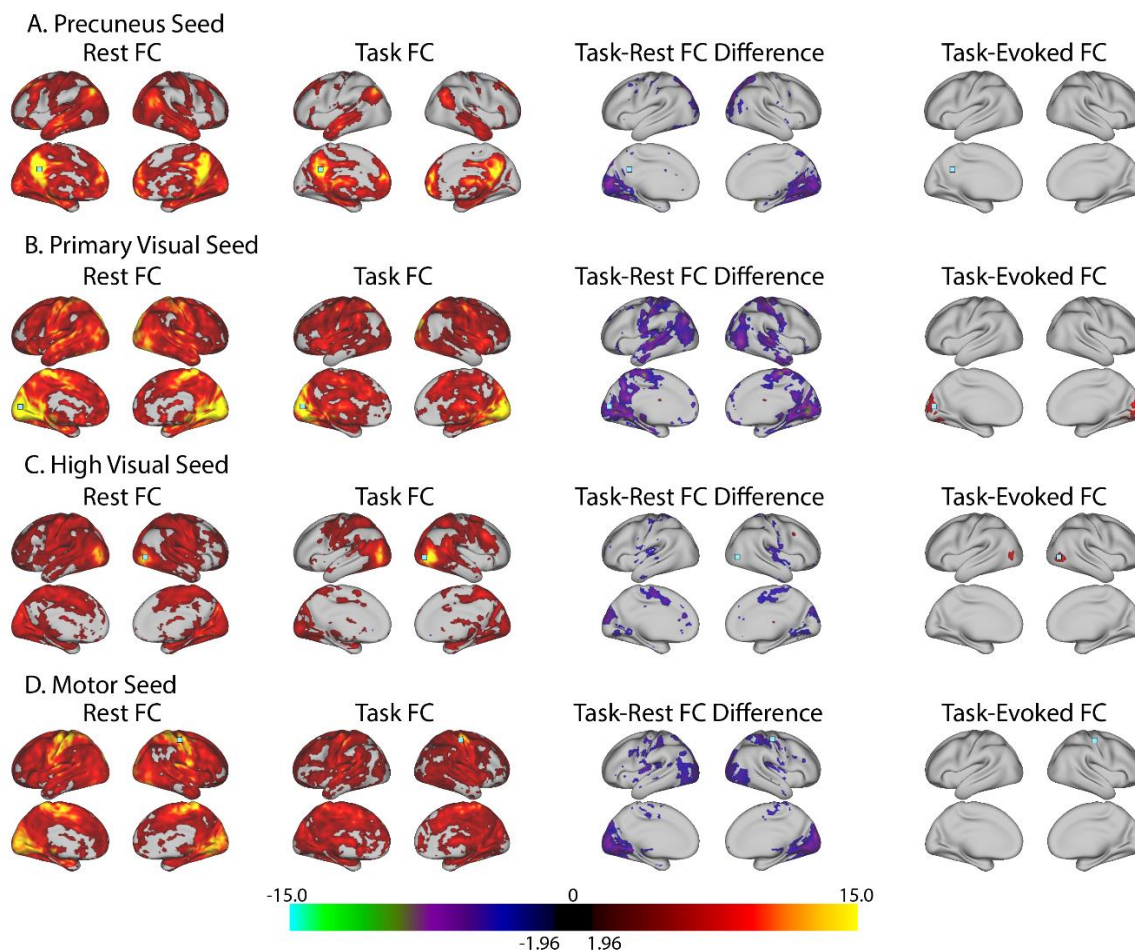 A. Precuneus Seed
Rest FC Task FC Task-Rest FC Difference Task-Evoked FC
B. Primary Visual Seed
Rest FC Task FC Task-Rest FC Difference Task-Evoked FC
C. High Visual Seed
Rest FC Task FC Task-Rest FC Difference Task-Evoked FC
D. Motor Seed
Rest FC Task FC Task-Rest FC Difference Task-Evoked FC
-15.0 0 15.0
-1.96 1.96